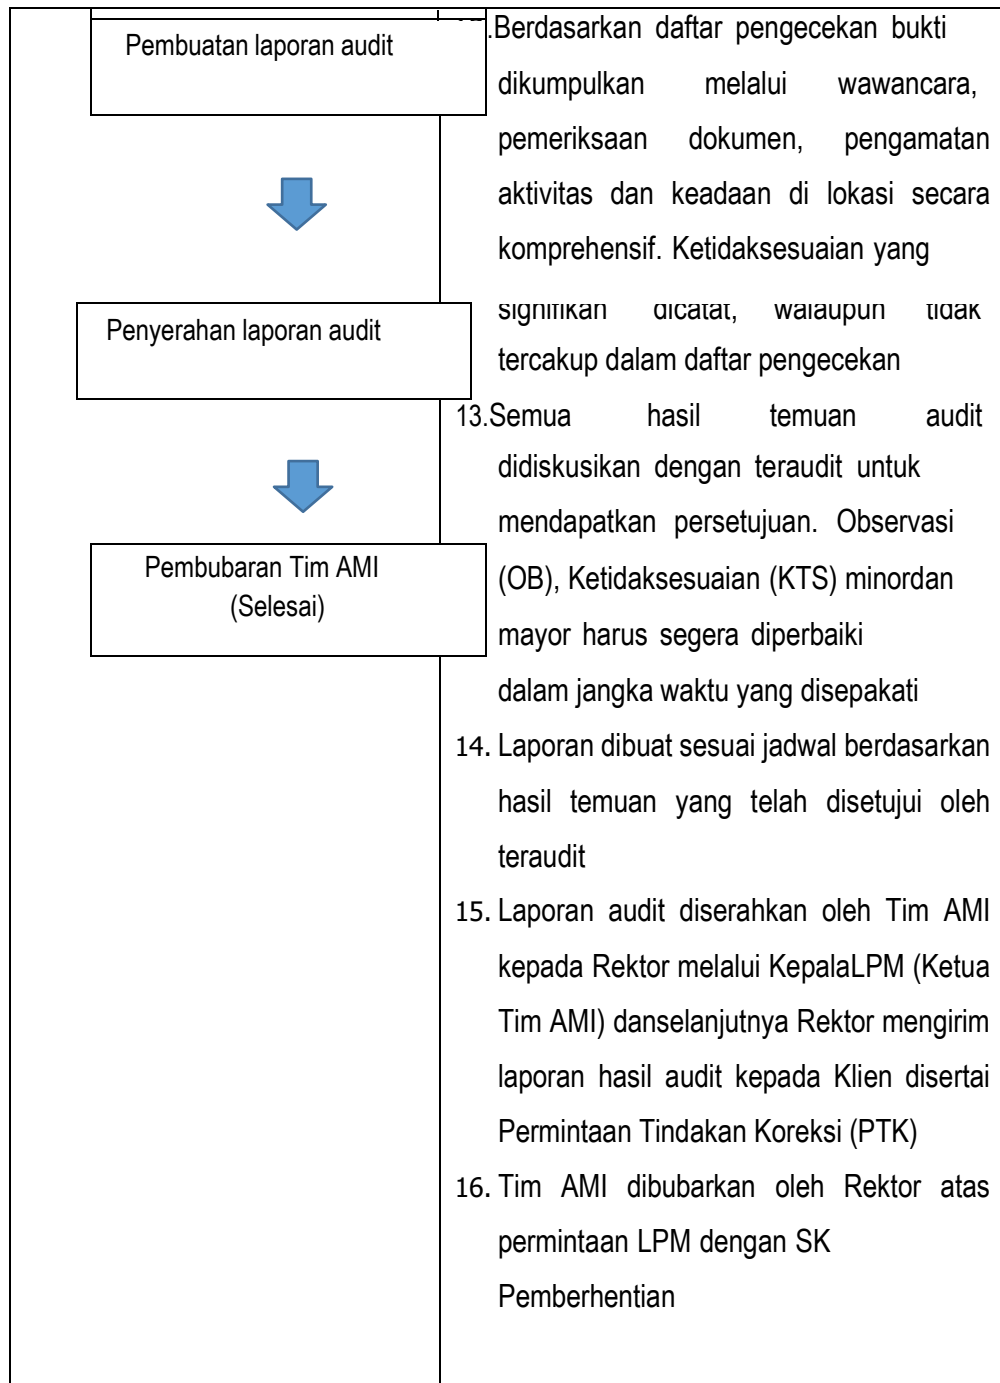 Pembuatan laporan audit
Penyerahan laporan audit
Pembubaran Tim AMI
(Selesai)
.Berdasarkan daftar pengecekan bukti
dikumpulkan melalui wawancara,
pemeriksaan dokumen, pengamatan
aktivitas dan keadaan di lokasi secara
komprehensif. Ketidaksesuaian yang
signifikan dicatat, walaupun tidak
tercakup dalam daftar pengecekan
13.Semua hasil temuan audit
didiskusikan dengan teraudit untuk
mendapatkan persetujuan. Observasi
(OB), Ketidaksesuaian (KTS) minordan
mayor harus segera diperbaiki
dalam jangka waktu yang disepakati
14. Laporan dibuat sesuai jadwal berdasarkan
hasil temuan yang telah disetujui oleh
teraudit
15. Laporan audit diserahkan oleh Tim AMI
kepada Rektor melalui KepalaLPM (Ketua
Tim AMI) danselanjutnya Rektor mengirim
laporan hasil audit kepada Klien disertai
Permintaan Tindakan Koreksi (PTK)
16. Tim AMI dibubarkan oleh Rektor atas
permintaan LPM dengan SK
Pemberhentian